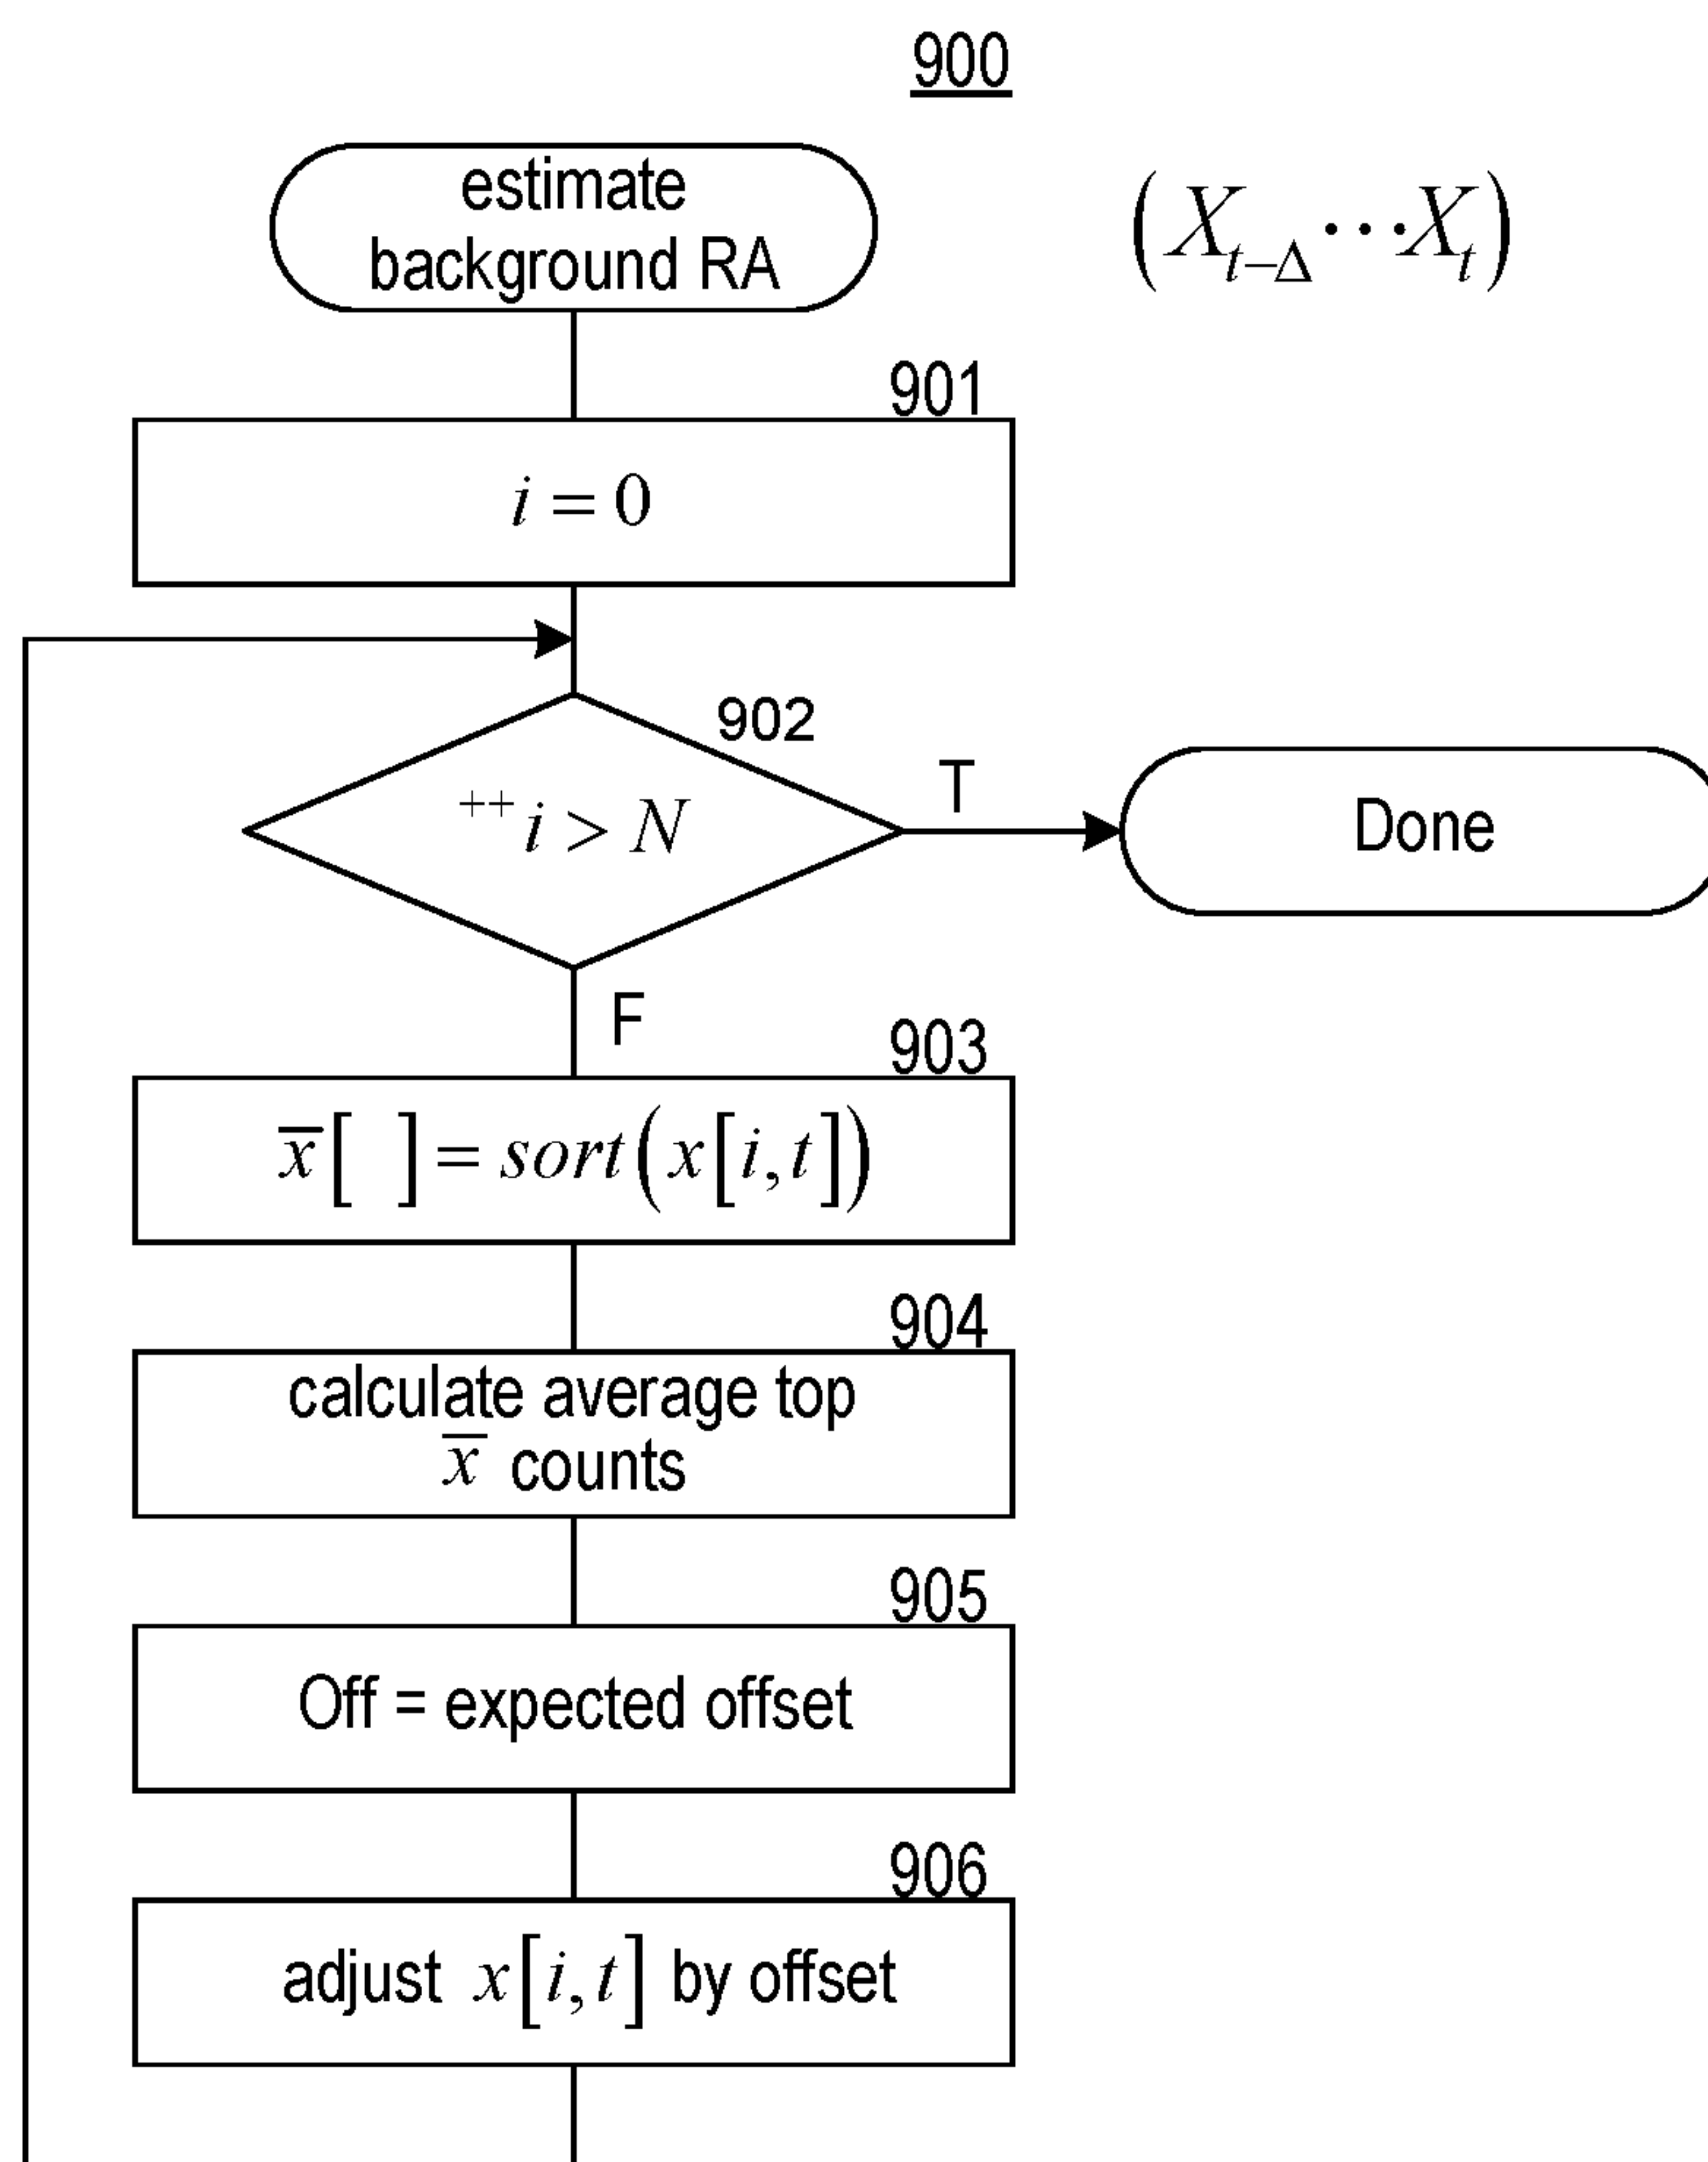 900
estimate
background RA
(X_{t−Δ}···X_t)
901
i = 0
902
++i > N
T
Done
F
903
x̅[ ] = sort(x[i,t])
904
calculate average top
x̅ counts
905
Off = expected offset
906
adjust x[i,t] by offset